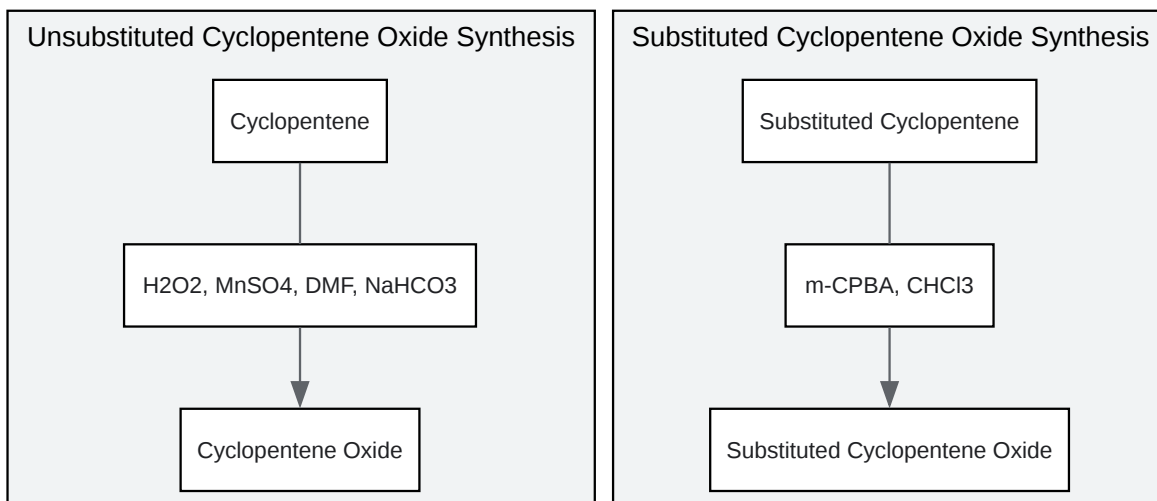 Unsubstituted Cyclopentene Oxide Synthesis
Cyclopentene
H2O2, MnSO4, DMF, NaHCO3
Cyclopentene Oxide
Substituted Cyclopentene Oxide Synthesis
Substituted Cyclopentene
m-CPBA, CHCl3
Substituted Cyclopentene Oxide